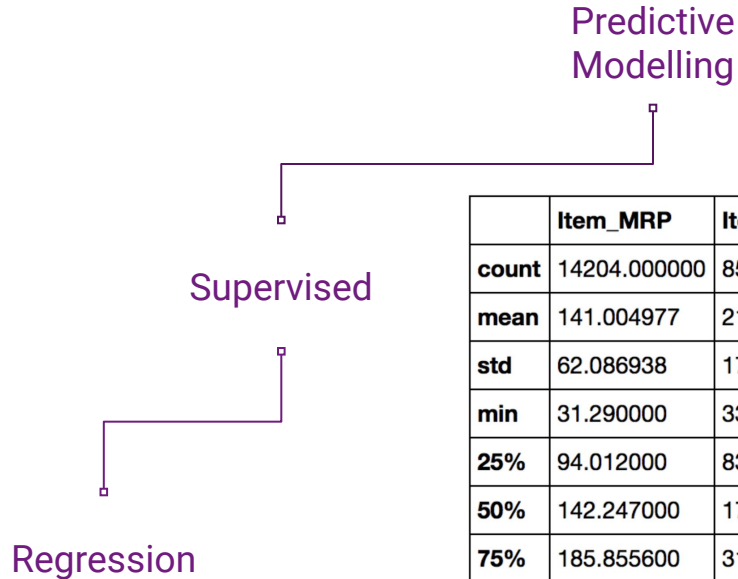 Predictive
Modelling
Supervised
Regression
Item_MRP
count 14204.000000
mean 141.004977
std 62.086938
min 31.290000
25% 94.012000
50% 142.247000
75% 185.855600